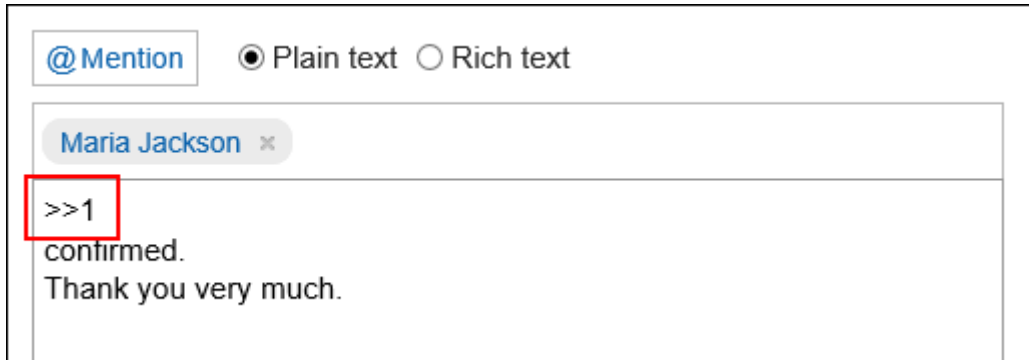 @Mention Plain text Rich text
Maria Jackson ×
>>1
confirmed.
Thank you very much.